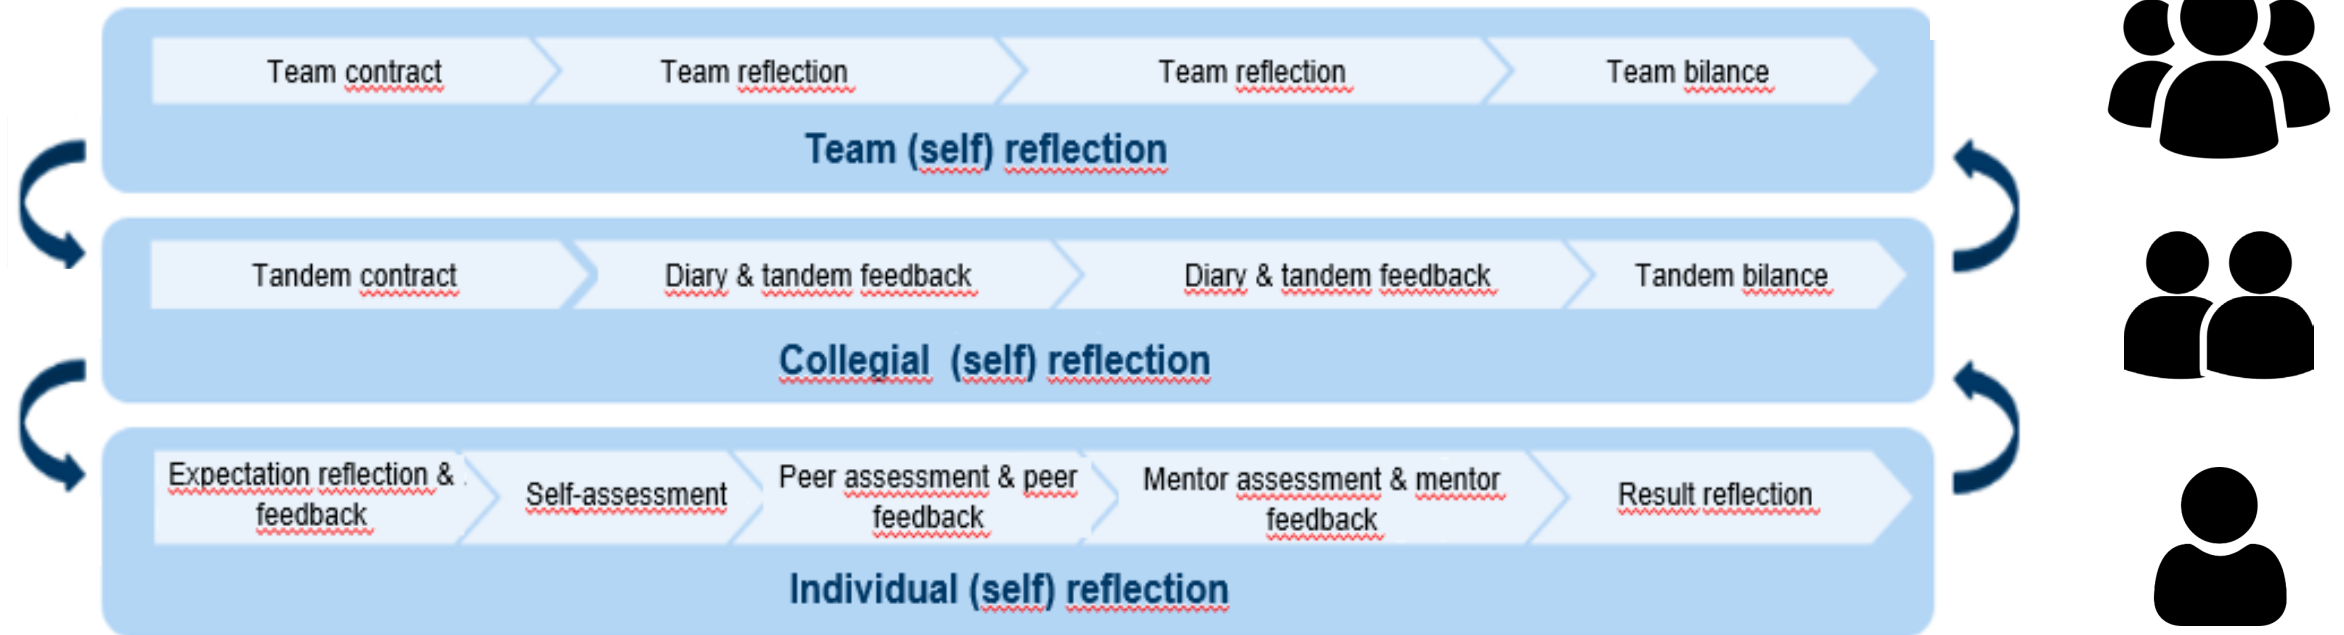 Team contract
Team reflection
Team reflection
Team bilance
Team (self) reflection
Tandem contract
Diary & tandem feedback
Diary & tandem feedback
Tandem bilance
Collegial (self) reflection
Expectation reflection &
feedback
Self-assessment
Peer assessment & peer
feedback
Mentor assessment & mentor
feedback
Result reflection
Individual (self) reflection